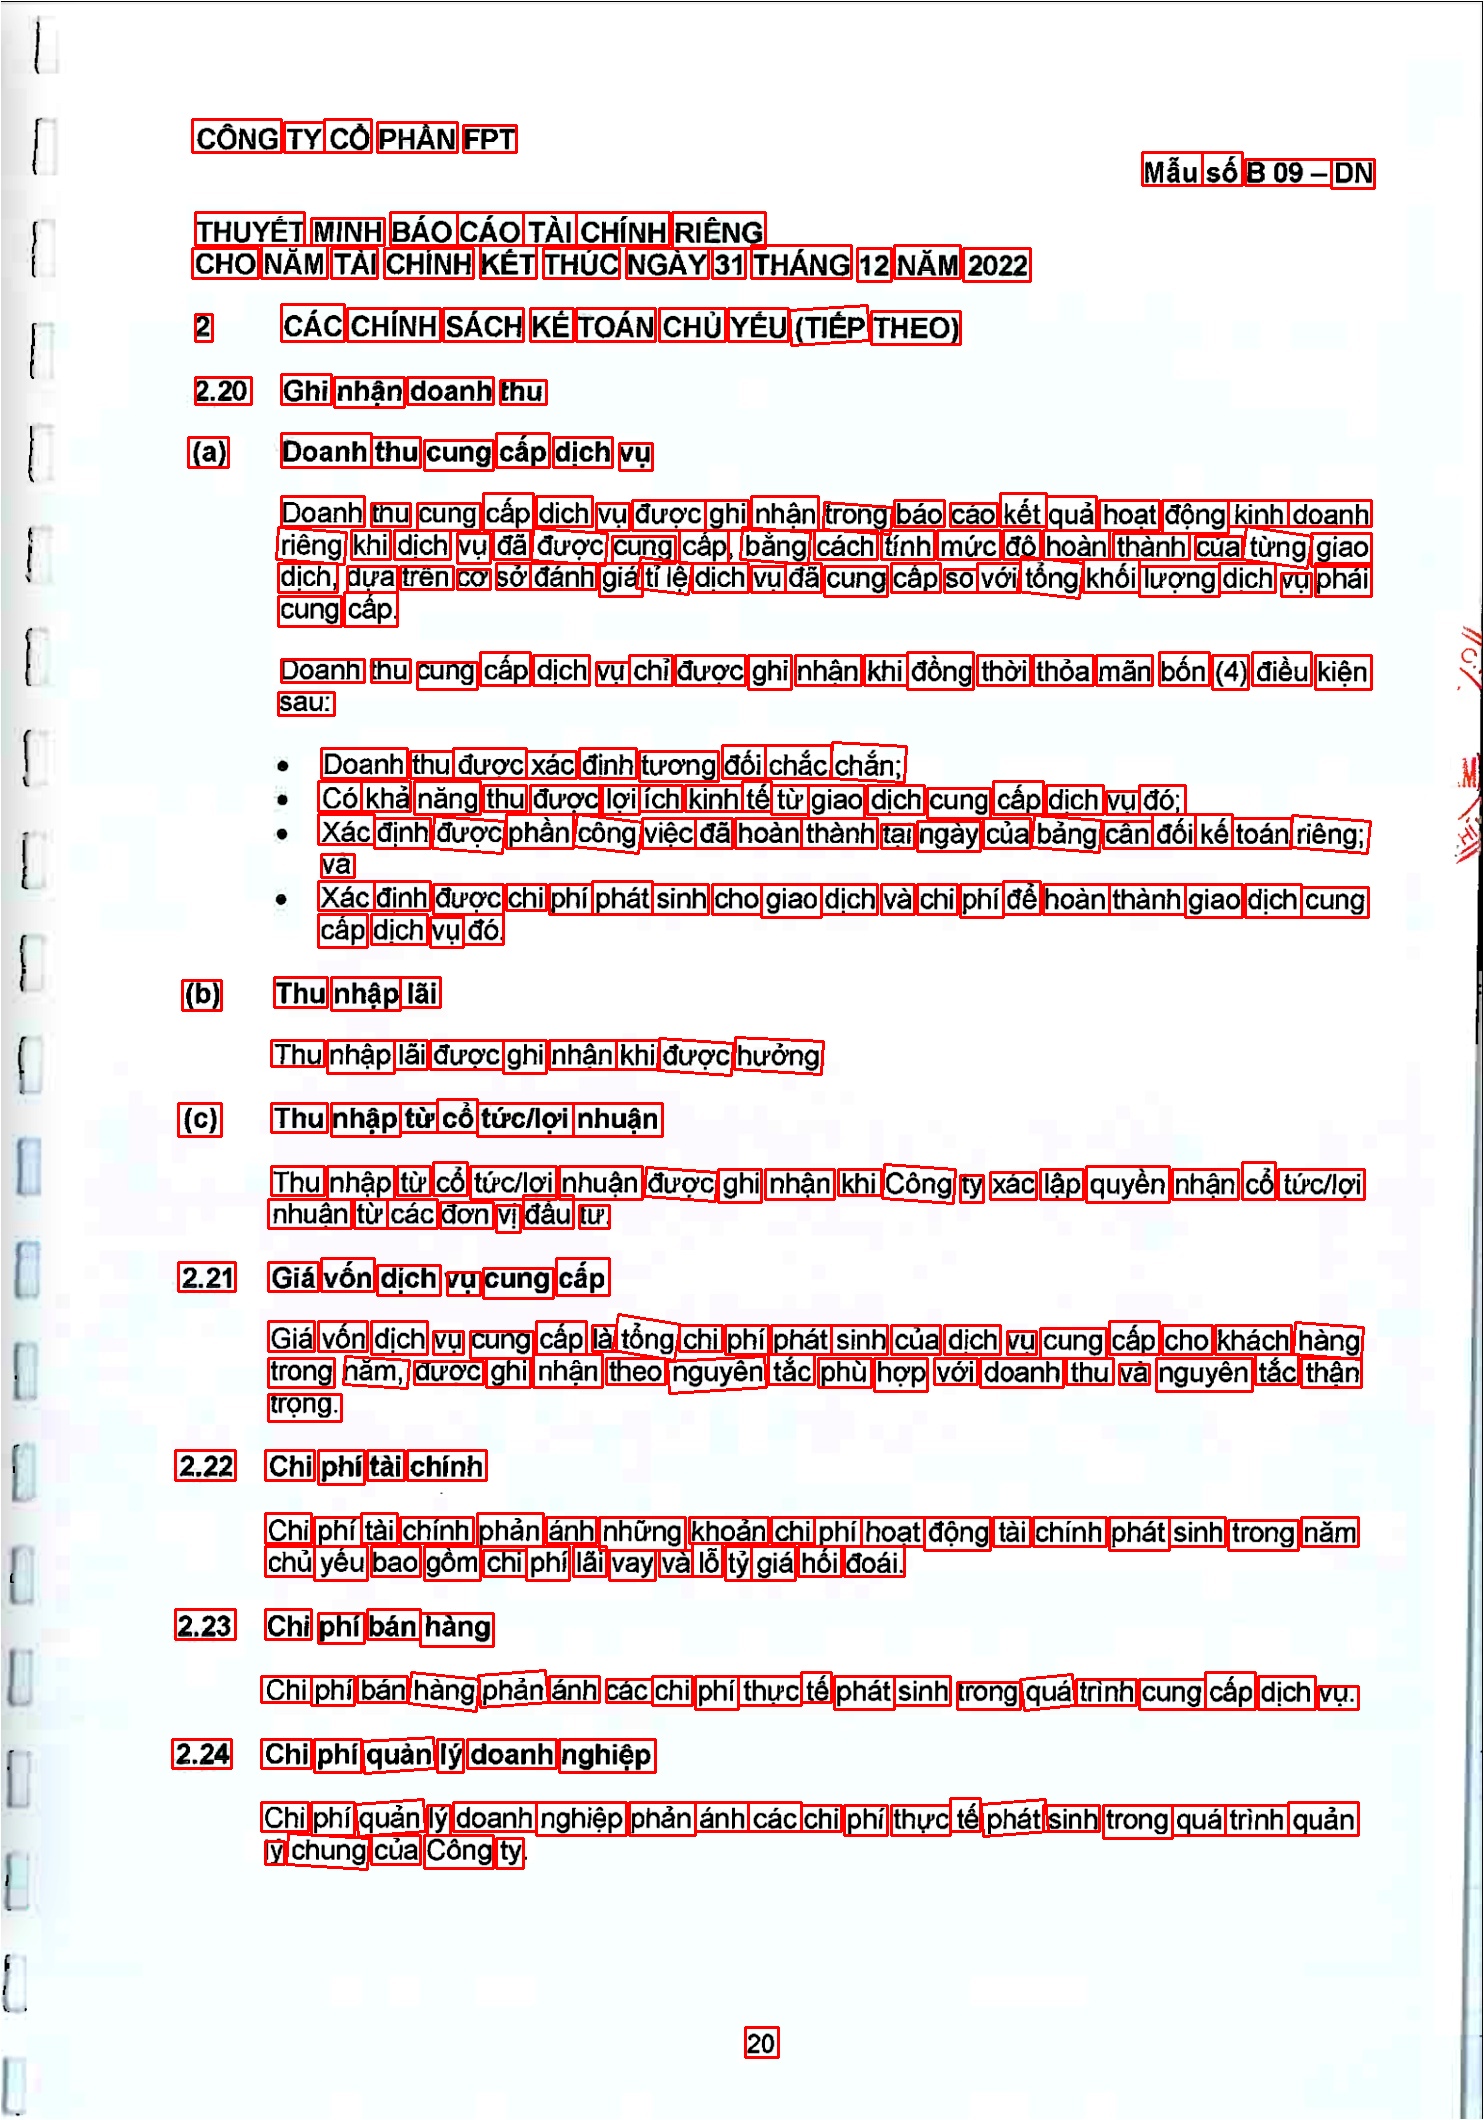 CÔNG TY CỔ PHẦN FPT
Mẫu số B 09 – DN
THUYẾT MINH BÁO CÁO TÀI CHÍNH RIÊNG
CHO NĂM TÀI CHÍNH KẾT THÚC NGÀY 31 THÁNG 12 NĂM 2022
2 CÁC CHÍNH SÁCH KẾ TOÁN CHỦ YẾU (TIẾP THEO)
2.20 Ghi nhận doanh thu
(a) Doanh thu cung cấp dịch vụ
Doanh thu cung cấp dịch vụ được ghi nhận trong báo cáo kết quả hoạt động kinh doanh
riêng khi dịch vụ đã được cung cấp, bằng cách tính mức độ hoàn thành của từng giao
dịch, dựa trên cơ sở đánh giá tỉ lệ dịch vụ đã cung cấp so với tổng khối lượng dịch vụ phải
cung cấp.
Doanh thu cung cấp dịch vụ chỉ được ghi nhận khi đồng thời thỏa mãn bốn (4) điều kiện
sau:
• Doanh thu được xác định tương đối chắc chắn;
• Có khả năng thu được lợi ích kinh tế từ giao dịch cung cấp dịch vụ đó;
• Xác định được phần công việc đã hoàn thành tại ngày của bảng cân đối kế toán riêng;
và
• Xác định được chi phí phát sinh cho giao dịch và chi phí để hoàn thành giao dịch cung
cấp dịch vụ đó.
(b) Thu nhập lãi
Thu nhập lãi được ghi nhận khi được hưởng
(c) Thu nhập từ cổ tức/lợi nhuận
Thu nhập từ cổ tức/lợi nhuận được ghi nhận khi Công ty xác lập quyền nhận cổ tức/lợi
nhuận từ các đơn vị đầu tư.
2.21 Giá vốn dịch vụ cung cấp
Giá vốn dịch vụ cung cấp là tổng chi phí phát sinh của dịch vụ cung cấp cho khách hàng
trong năm, được ghi nhận theo nguyên tắc phù hợp với doanh thu và nguyên tắc thận
trọng.
2.22 Chi phí tài chính
Chi phí tài chính phản ánh những khoản chi phí hoạt động tài chính phát sinh trong năm
chủ yếu bao gồm chi phí lãi vay và lỗ tỷ giá hối đoái.
2.23 Chi phí bán hàng
Chi phí bán hàng phản ánh các chi phí thực tế phát sinh trong quá trình cung cấp dịch vụ.
2.24 Chi phí quản lý doanh nghiệp
Chi phí quản lý doanh nghiệp phản ánh các chi phí thực tế phát sinh trong quá trình quản
lý chung của Công ty.
20